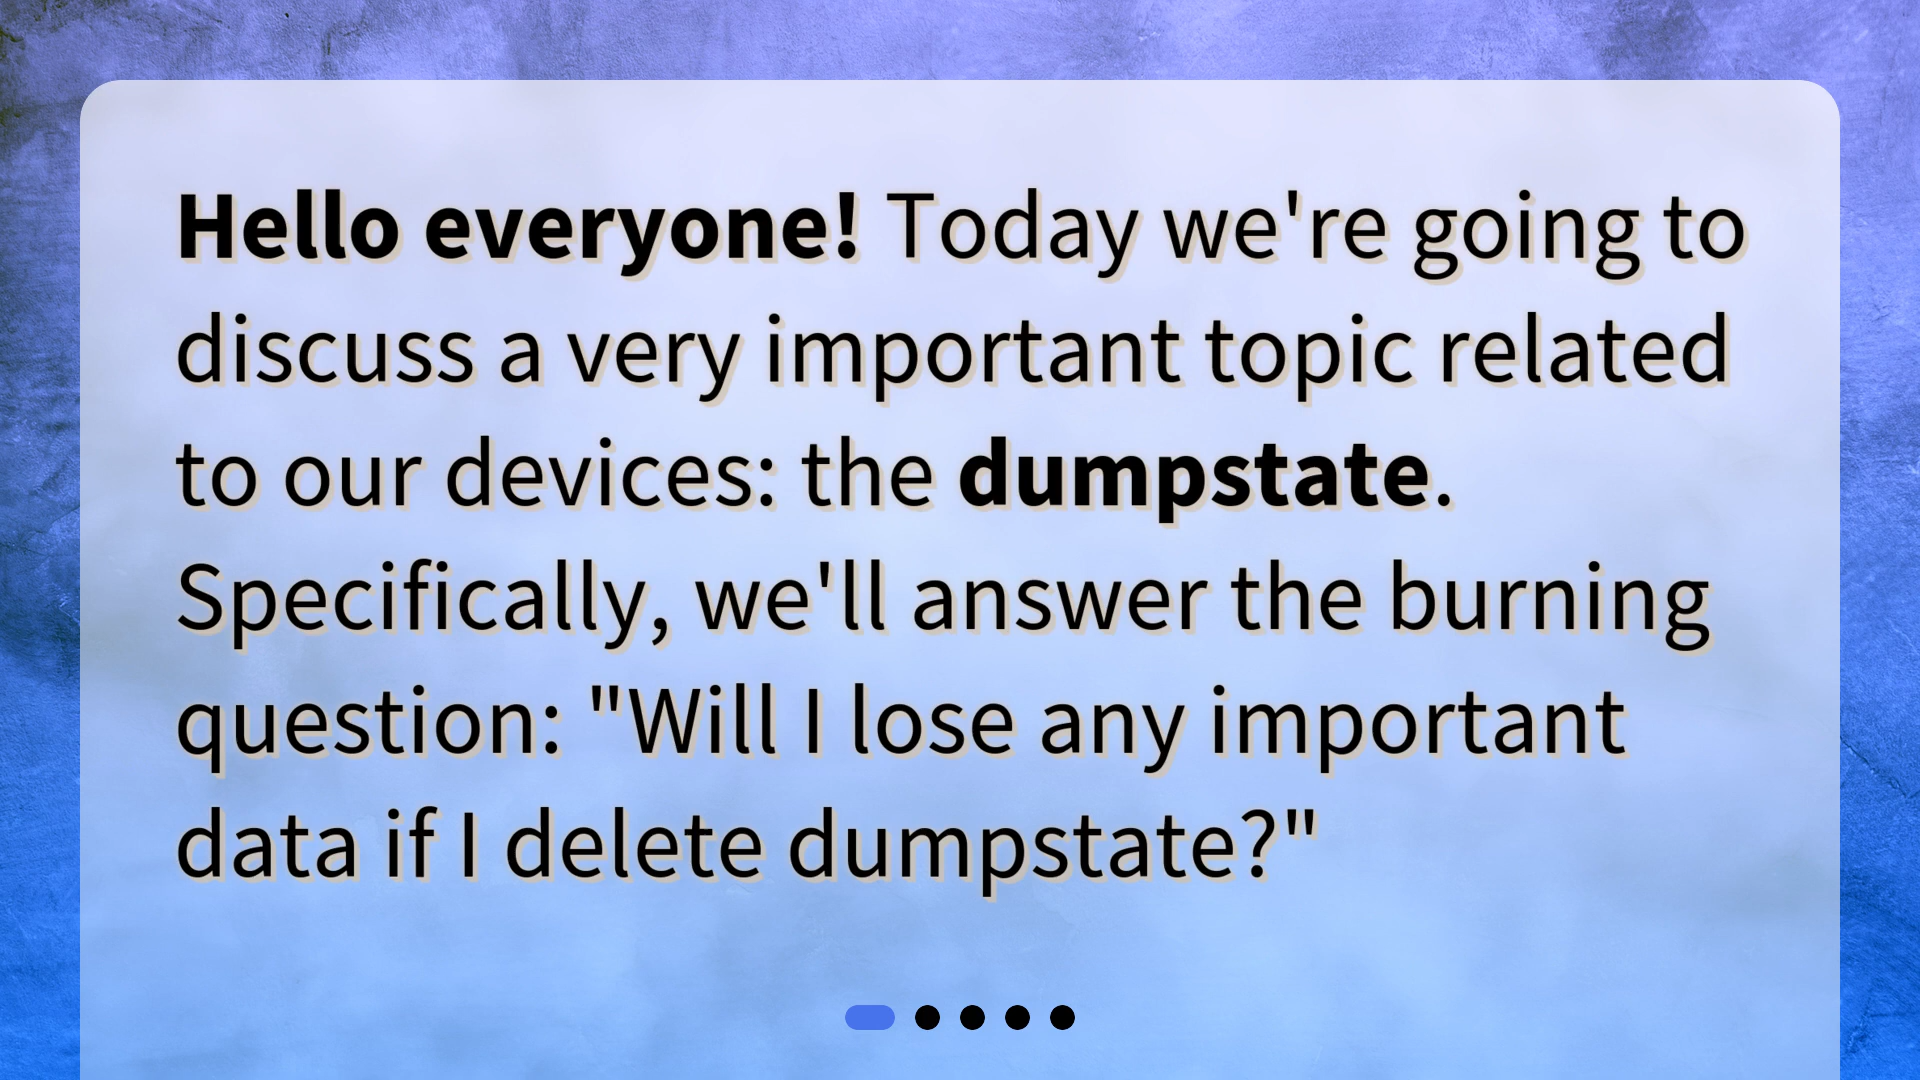 Hello everyone! Today we're going to
discuss a very important topic related
to our devices: the dumpstate.
Specifically, we'll answer the burning
question: "Will I lose any important
data if I delete dumpstate?"